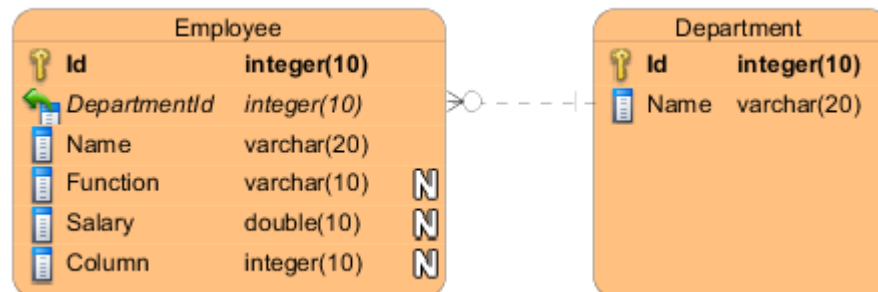 Employee
Id integer(10)
DepartmentId integer(10)
Name varchar(20)
Function varchar(10) N
Salary double(10) N
Column integer(10) N
Department
Id integer(10)
Name varchar(20)